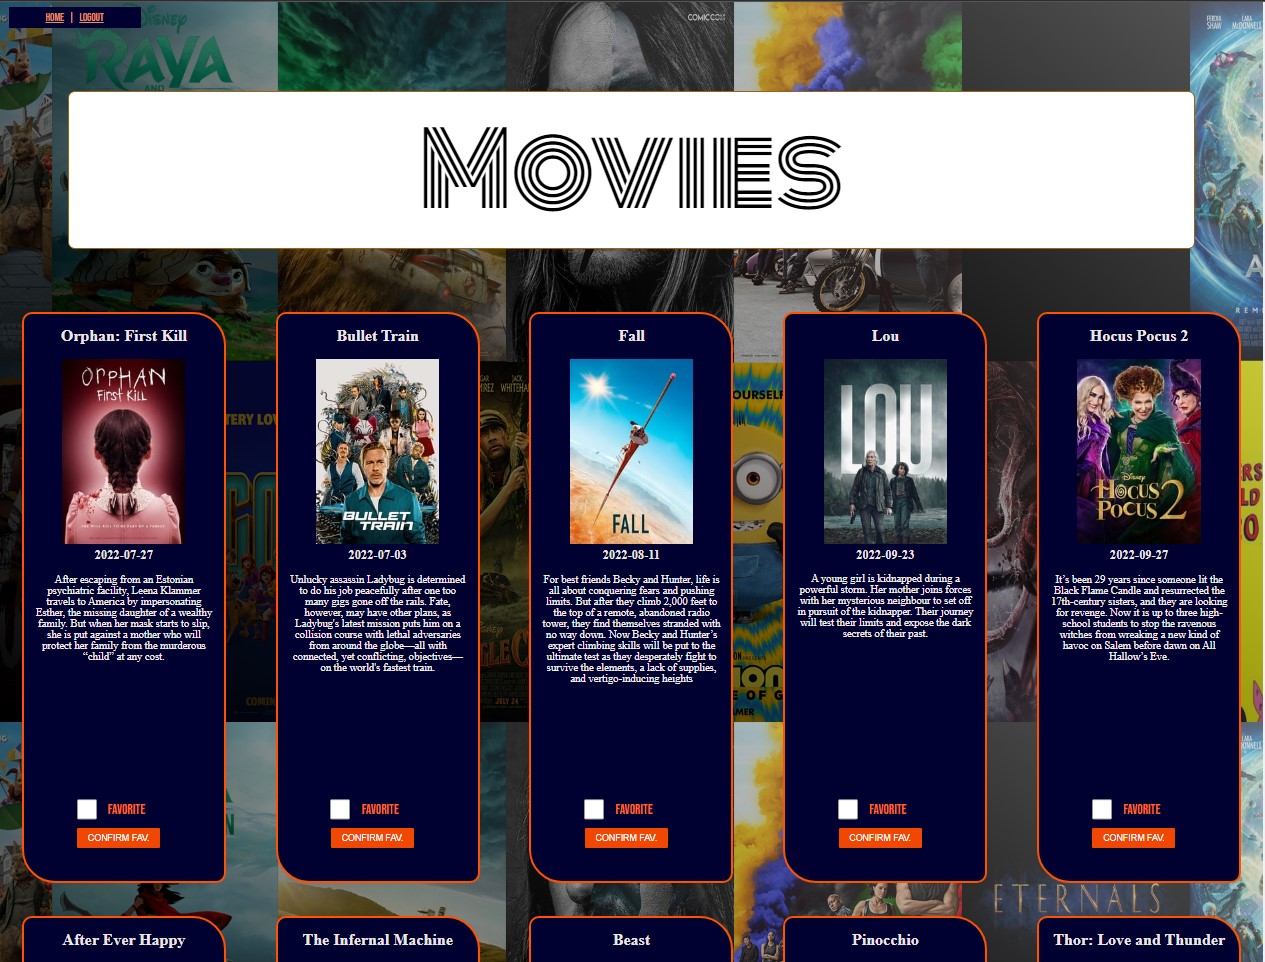 HOME | LOGOUT
Disney
RAYA
AND
COMICCON
FERDIA SHAW
LARA McDONNELL
MOVIES
Orphan: First Kill
ORPHAN
First Kill
2022-07-27
After escaping from an Estonian
psychiatric facility, Leena Klammer
travels to America by impersonating
Esther, the missing daughter of a wealthy
family. But when her mask starts to slip,
she is put against a mother who will
protect her family from the murderous
“child” at any cost.
FAVORITE
CONFIRM FAV.
Bullet Train
BULLET
TRAIN
2022-07-03
Unlucky assassin Ladybug is determined
to do his job peacefully after one too
many gigs gone off the rails. Fate,
however, may have other plans, as
Ladybug's latest mission puts him on a
collision course with lethal adversaries
from around the globe—all with
connected, yet conflicting, objectives—
on the world's fastest train.
FAVORITE
CONFIRM FAV.
Fall
FALL
2022-08-11
For best friends Becky and Hunter, life is
all about conquering fears and pushing
limits. But after they climb 2,000 feet to
the top of a remote, abandoned radio
tower, they find themselves stranded with
no way down. Now Becky and Hunter’s
expert climbing skills will be put to the
ultimate test as they desperately fight to
survive the elements, a lack of supplies,
and vertigo-inducing heights
FAVORITE
CONFIRM FAV.
Lou
LOU
2022-09-23
A young girl is kidnapped during a
powerful storm. Her mother joins forces
with her mysterious neighbour to set off
in pursuit of the kidnapper. Their journey
will test their limits and expose the dark
secrets of their past.
FAVORITE
CONFIRM FAV.
Hocus Pocus 2
Disney
HOCUS
POCUS 2
2022-09-27
It’s been 29 years since someone lit the
Black Flame Candle and resurrected the
17th-century sisters, and they are looking
for revenge. Now it is up to three high-
school students to stop the ravenous
witches from wreaking a new kind of
havoc on Salem before dawn on All
Hallow’s Eve.
FAVORITE
CONFIRM FAV.
JULY 24
ETERNALS
After Ever Happy
The Infernal Machine
Beast
Pinocchio
Thor: Love and Thunder